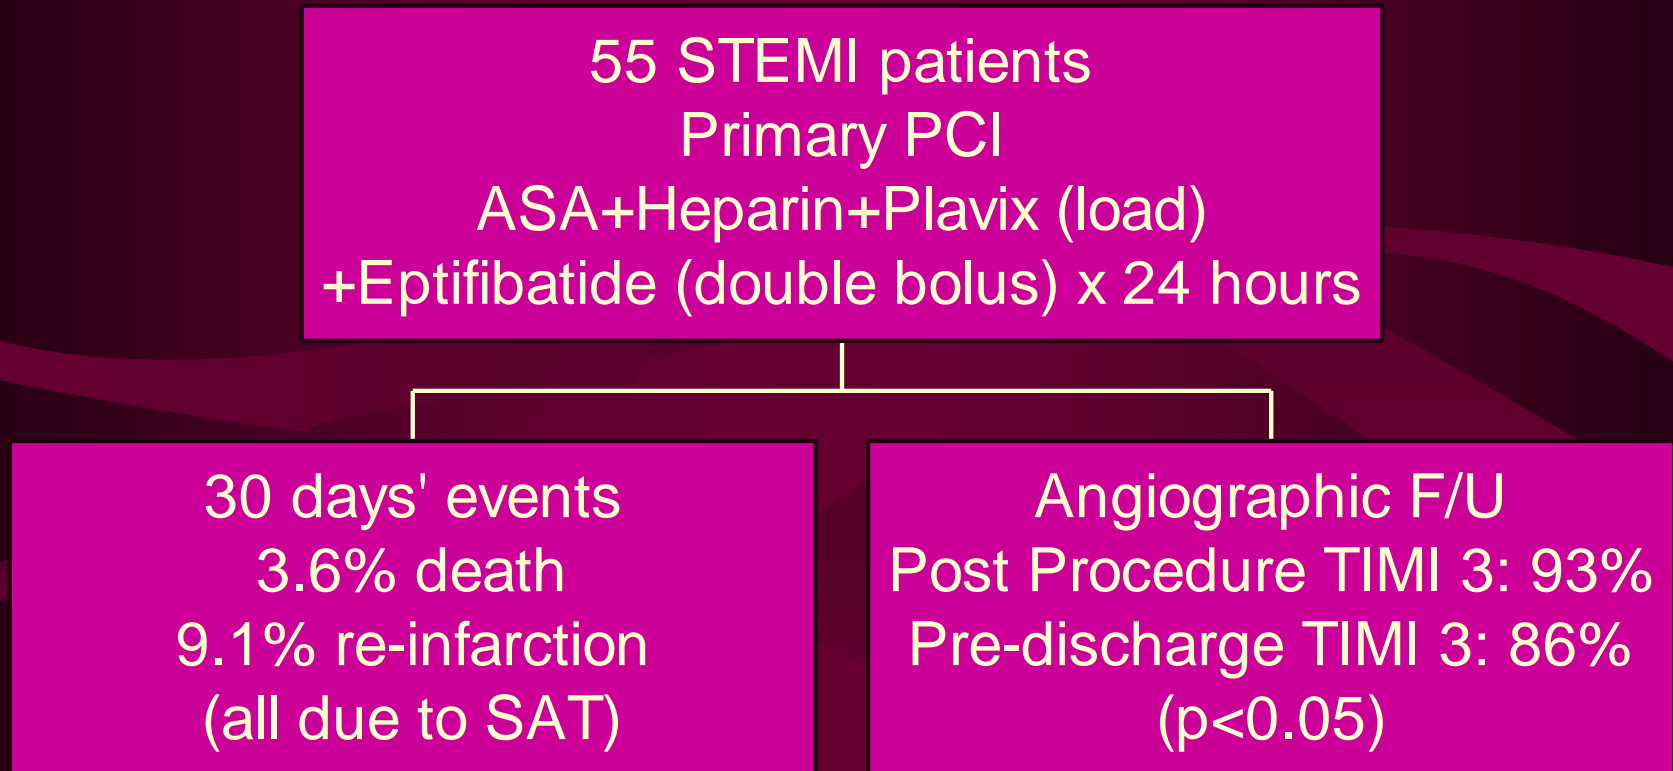 55 STEMI patients
Primary PCI
ASA+Heparin+Plavix (load)
+Eptifibatide (double bolus) x 24 hours
30 days' events
3.6% death
9.1% re-infarction
(all due to SAT)
Angiographic F/U
Post Procedure TIMI 3: 93%
Pre-discharge TIMI 3: 86%
(p<0.05)